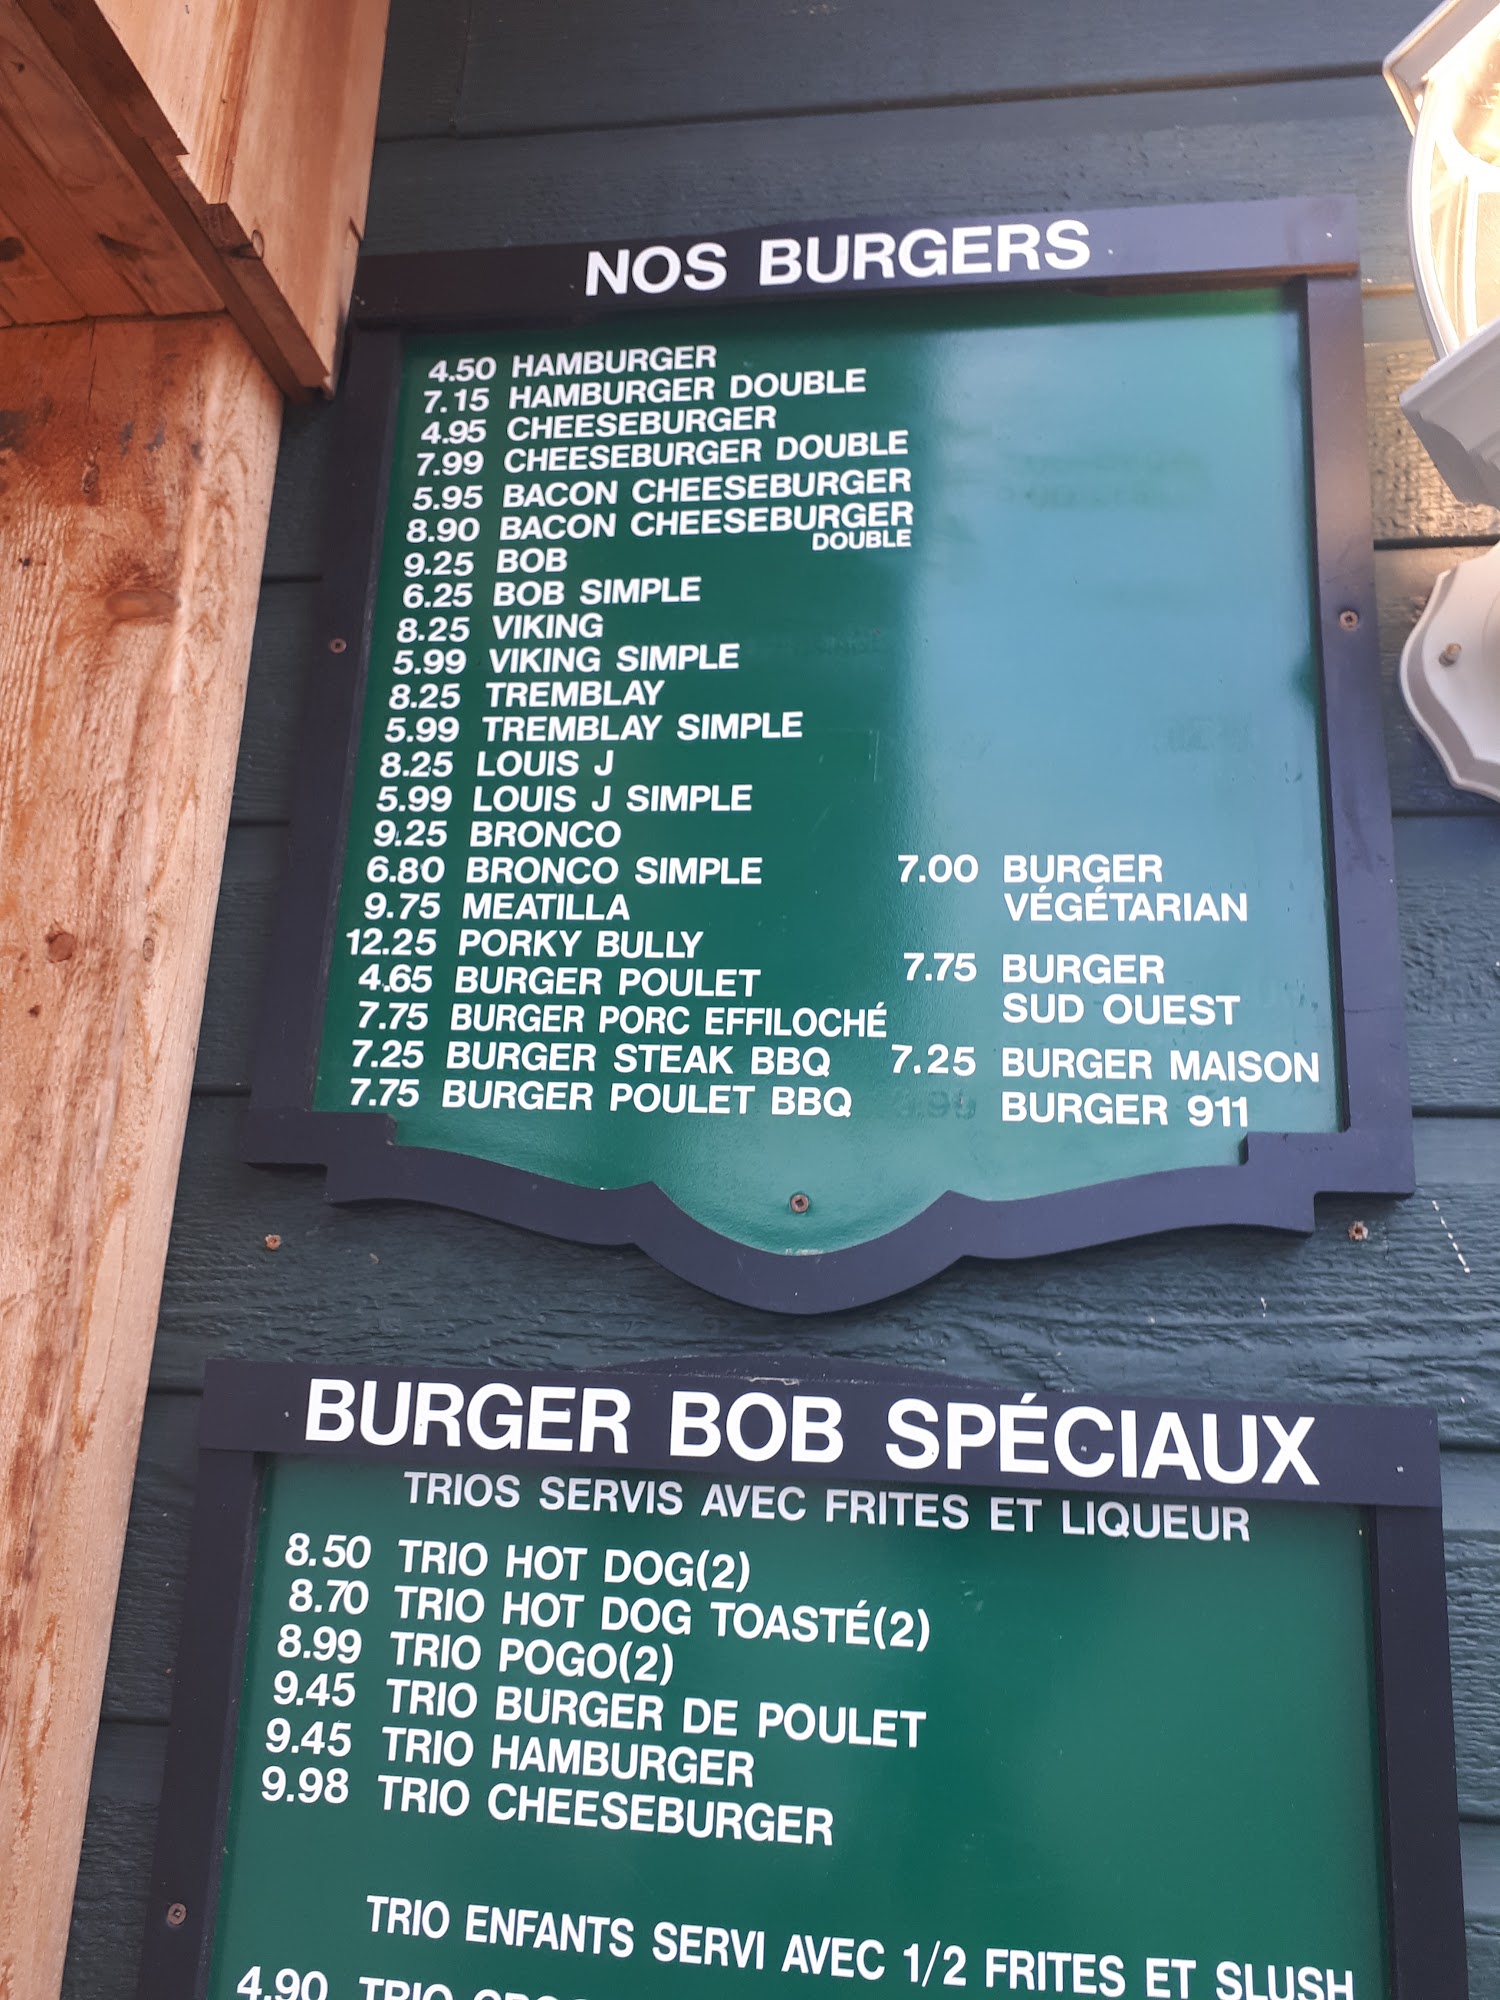 NOS BURGERS
4.50 HAMBURGER
7.15 HAMBURGER DOUBLE
4.95 CHEESEBURGER
7.99 CHEESEBURGER DOUBLE
5.95 BACON CHEESEBURGER
8.90 BACON CHEESEBURGER
DOUBLE
9.25 BOB
6.25 BOB SIMPLE
8.25 VIKING
5.99 VIKING SIMPLE
8.25 TREMBLAY
5.99 TREMBLAY SIMPLE
8.25 LOUIS J
5.99 LOUIS J SIMPLE
9.25 BRONCO
6.80 BRONCO SIMPLE
9.75 MEATILLA
12.25 PORKY BULLY
4.65 BURGER POULET
7.75 BURGER PORC EFFILOCHÉ
7.25 BURGER STEAK BBQ
7.75 BURGER POULET BBQ
7.00 BURGER
VÉGÉTARIAN
7.75 BURGER
SUD OUEST
7.25 BURGER MAISON
BURGER 911
BURGER BOB SPÉCIAUX
TRIOS SERVIS AVEC FRITES ET LIQUEUR
8.50 TRIO HOT DOG(2)
8.70 TRIO HOT DOG TOASTÉ(2)
8.99 TRIO POGO(2)
9.45 TRIO BURGER DE POULET
9.45 TRIO HAMBURGER
9.98 TRIO CHEESEBURGER
TRIO ENFANTS SERVI AVEC 1/2 FRITES ET SLUSH
4.90 TRIO